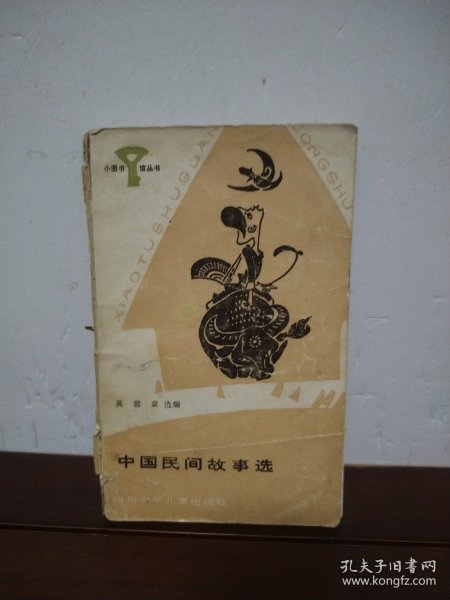 小图书馆丛书
XIAOTUSHUGUAN CONGSHU
吴蓉章选编
中国民间故事选
四川少年儿童出版社
孔夫子旧书网
www.kongfz.com